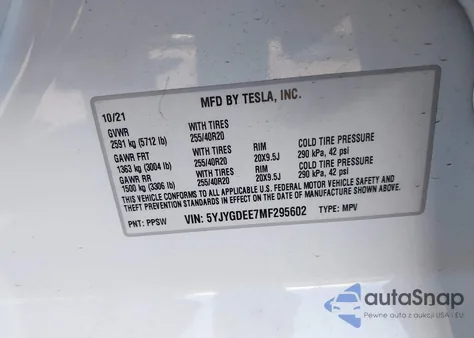 MFD BY TESLA, INC.
10/21
GVWR WITH TIRES
2591 kg (5712 lb) 255/40R20
GAWR FRT WITH TIRES RIM COLD TIRE PRESSURE
1363 kg (3004 lb) 255/40R20 20X9.5J 290 kPa, 42 psi
GAWR RR WITH TIRES RIM COLD TIRE PRESSURE
1500 kg (3306 lb) 255/40R20 20X9.5J 290 kPa, 42 psi
THIS VEHICLE CONFORMS TO ALL APPLICABLE U.S. FEDERAL MOTOR VEHICLE SAFETY AND
THEFT PREVENTION STANDARDS IN EFFECT ON THE DATE OF MANUFACTURE SHOWN ABOVE.
PNT: PPSW VIN: 5YJYGDEE7MF295602 TYPE: MPV
autoSnap
Pewne auta z aukcji USA - EU